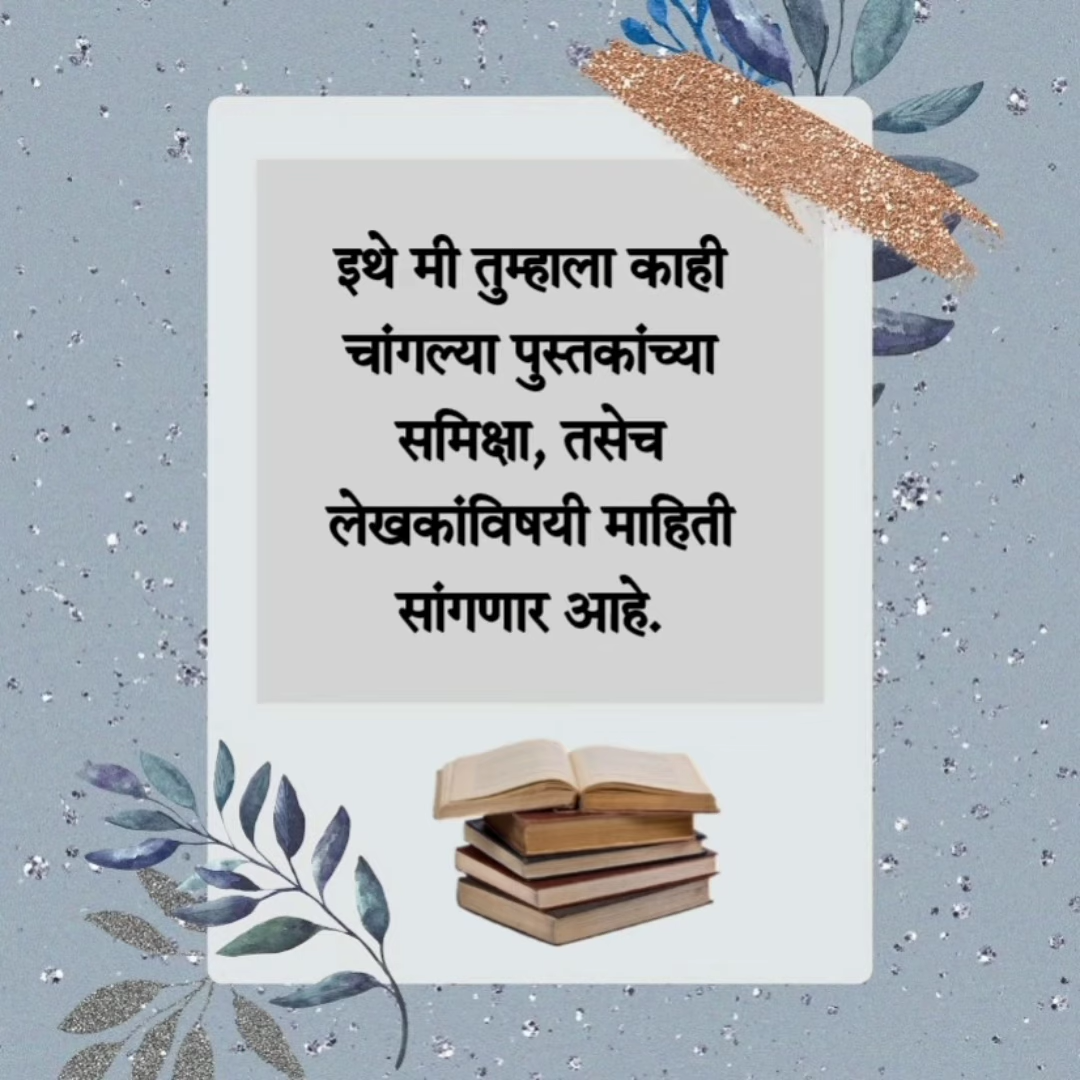 इथे मी तुम्हाला काही
चांगल्या पुस्तकांच्या
समिक्षा, तसेच
लेखकांविषयी माहिती
सांगणार आहे.